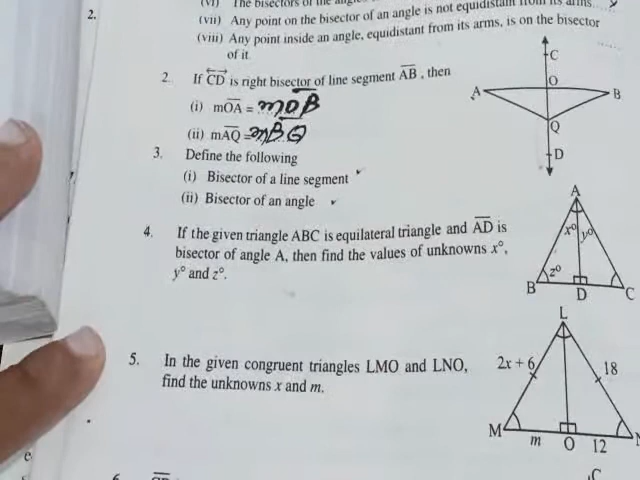 2.
(vi) The bisectors of the angles
(vii) Any point on the bisector of an angle is not equidistant from its arms.
(viii) Any point inside an angle, equidistant from its arms, is on the bisector
of it
2. If CD is right bisector of line segment AB, then
(i) mOA = mOB
(ii) mAQ = mBQ
3. Define the following
(i) Bisector of a line segment
(ii) Bisector of an angle
4. If the given triangle ABC is equilateral triangle and AD is
bisector of angle A, then find the values of unknowns x°,
y° and z°.
5. In the given congruent triangles LMO and LNO,
find the unknowns x and m.
C
O
A
B
Q
D
A
x° y°
z°
B D C
L
2x + 6 18
M
m O 12